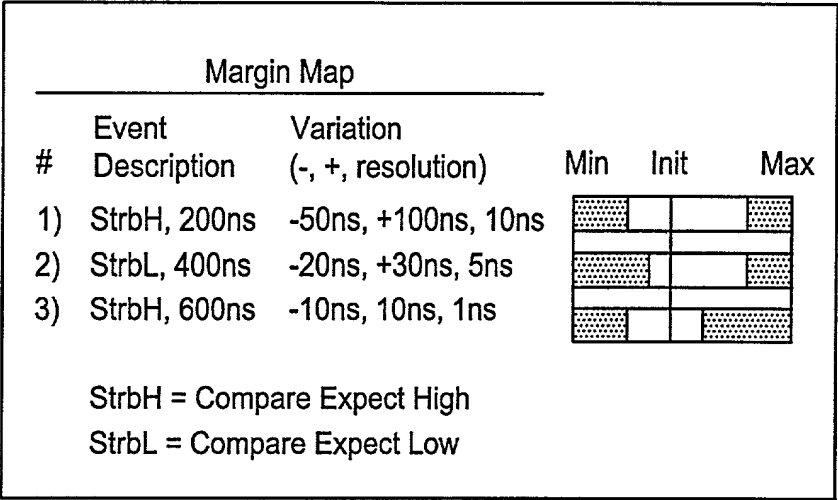 Margin Map
# Event Description Variation (-, +, resolution) Min Init Max
1) StrbH, 200ns -50ns, +100ns, 10ns
2) StrbL, 400ns -20ns, +30ns, 5ns
3) StrbH, 600ns -10ns, 10ns, 1ns
StrbH = Compare Expect High
StrbL = Compare Expect Low